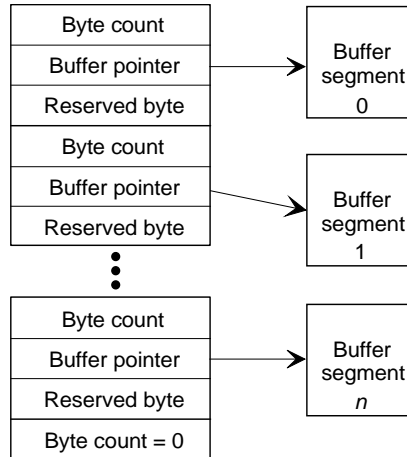 Byte count
Buffer pointer
Reserved byte
Byte count
Buffer pointer
Reserved byte
Byte count
Buffer pointer
Reserved byte
Byte count = 0
Buffer
segment
0
Buffer
segment
1
Buffer
segment
n